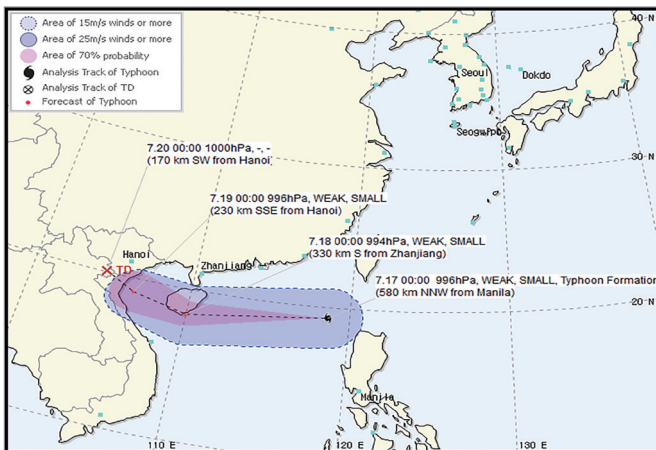 Area of 15m/s winds or more
Area of 25m/s winds or more
Area of 70% probability
Analysis Track of Typhoon
Analysis Track of TD
Forecast of Typhoon
40 N
Seoul
Dokdo
Seogwipo
7.20 00:00 1000hPa, -, -
(170 km SW from Hanoi)
30 N
7.19 00:00 996hPa, WEAK, SMALL
(230 km SSE from Hanoi)
7.18 00:00 994hPa, WEAK, SMALL
(330 km S from Zhanjiang)
Hanoi
Zhanjiang
TD
7.17 00:00 996hPa, WEAK, SMALL, Typhoon Formation
(580 km NNW from Manila)
20 N
Manila
110 E
120 E
130 E